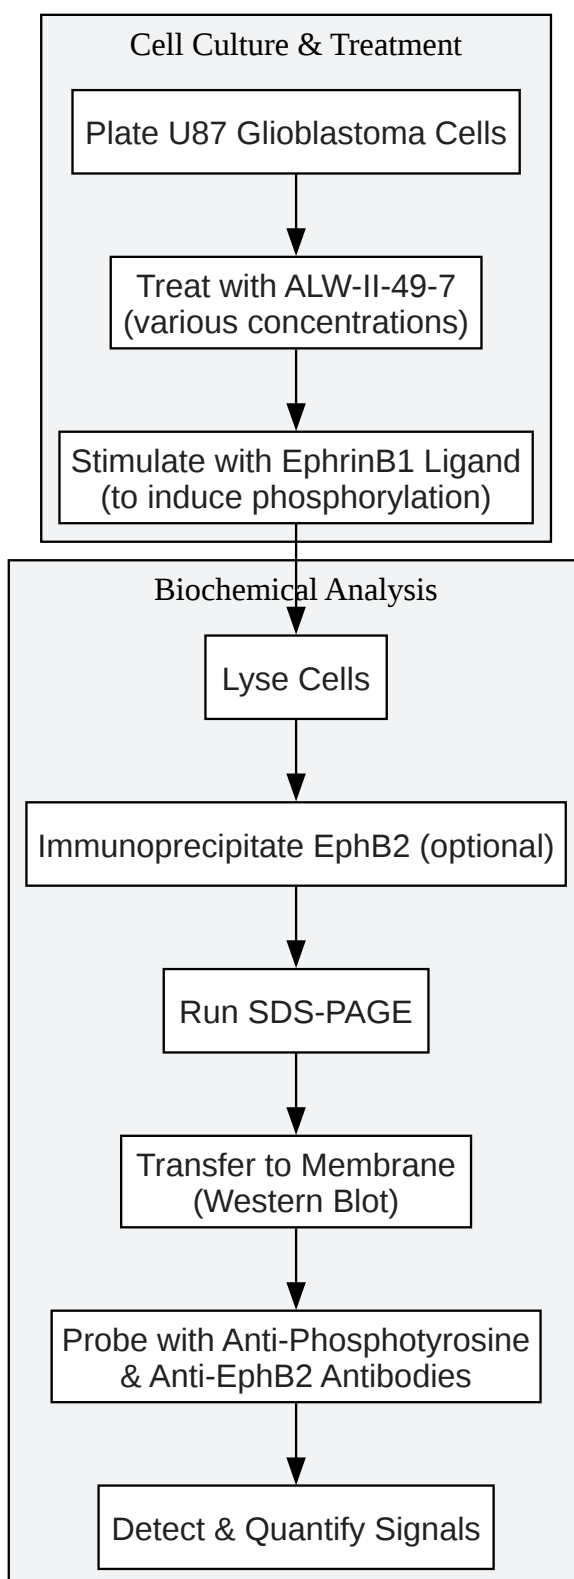 Cell Culture & Treatment
Plate U87 Glioblastoma Cells
Treat with ALW-II-49-7
(various concentrations)
Stimulate with EphrinB1 Ligand
(to induce phosphorylation)
Biochemical Analysis
Lyse Cells
Immunoprecipitate EphB2 (optional)
Run SDS-PAGE
Transfer to Membrane
(Western Blot)
Probe with Anti-Phosphotyrosine
& Anti-EphB2 Antibodies
Detect & Quantify Signals